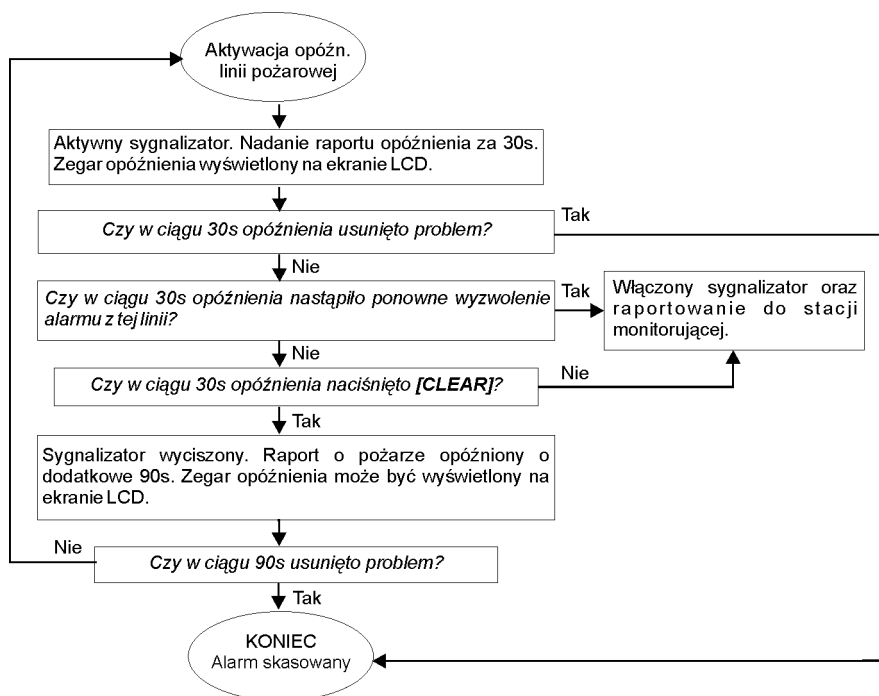 Aktywacja opóźn.
linii pożarowej
Aktywny sygnalizator. Nadanie raportu opóźnienia za 30s.
Zegar opóźnienia wyświetlony na ekranie LCD.
Czy w ciągu 30s opóźnienia usunięto problem?
Tak
Nie
Czy w ciągu 30s opóźnienia nastąpiło ponowne wyzwolenie
alarmu z tej linii?
Tak
Włączony sygnalizator oraz
raportowanie do stacji
monitorującej.
Nie
Czy w ciągu 30s opóźnienia naciśnięto [CLEAR]?
Nie
Tak
Sygnalizator wyciszony. Raport o pożarze opóźniony o
dodatkowe 90s. Zegar opóźnienia może być wyświetlony na
ekranie LCD.
Nie
Czy w ciągu 90s usunięto problem?
Tak
KONIEC
Alarm skasowany